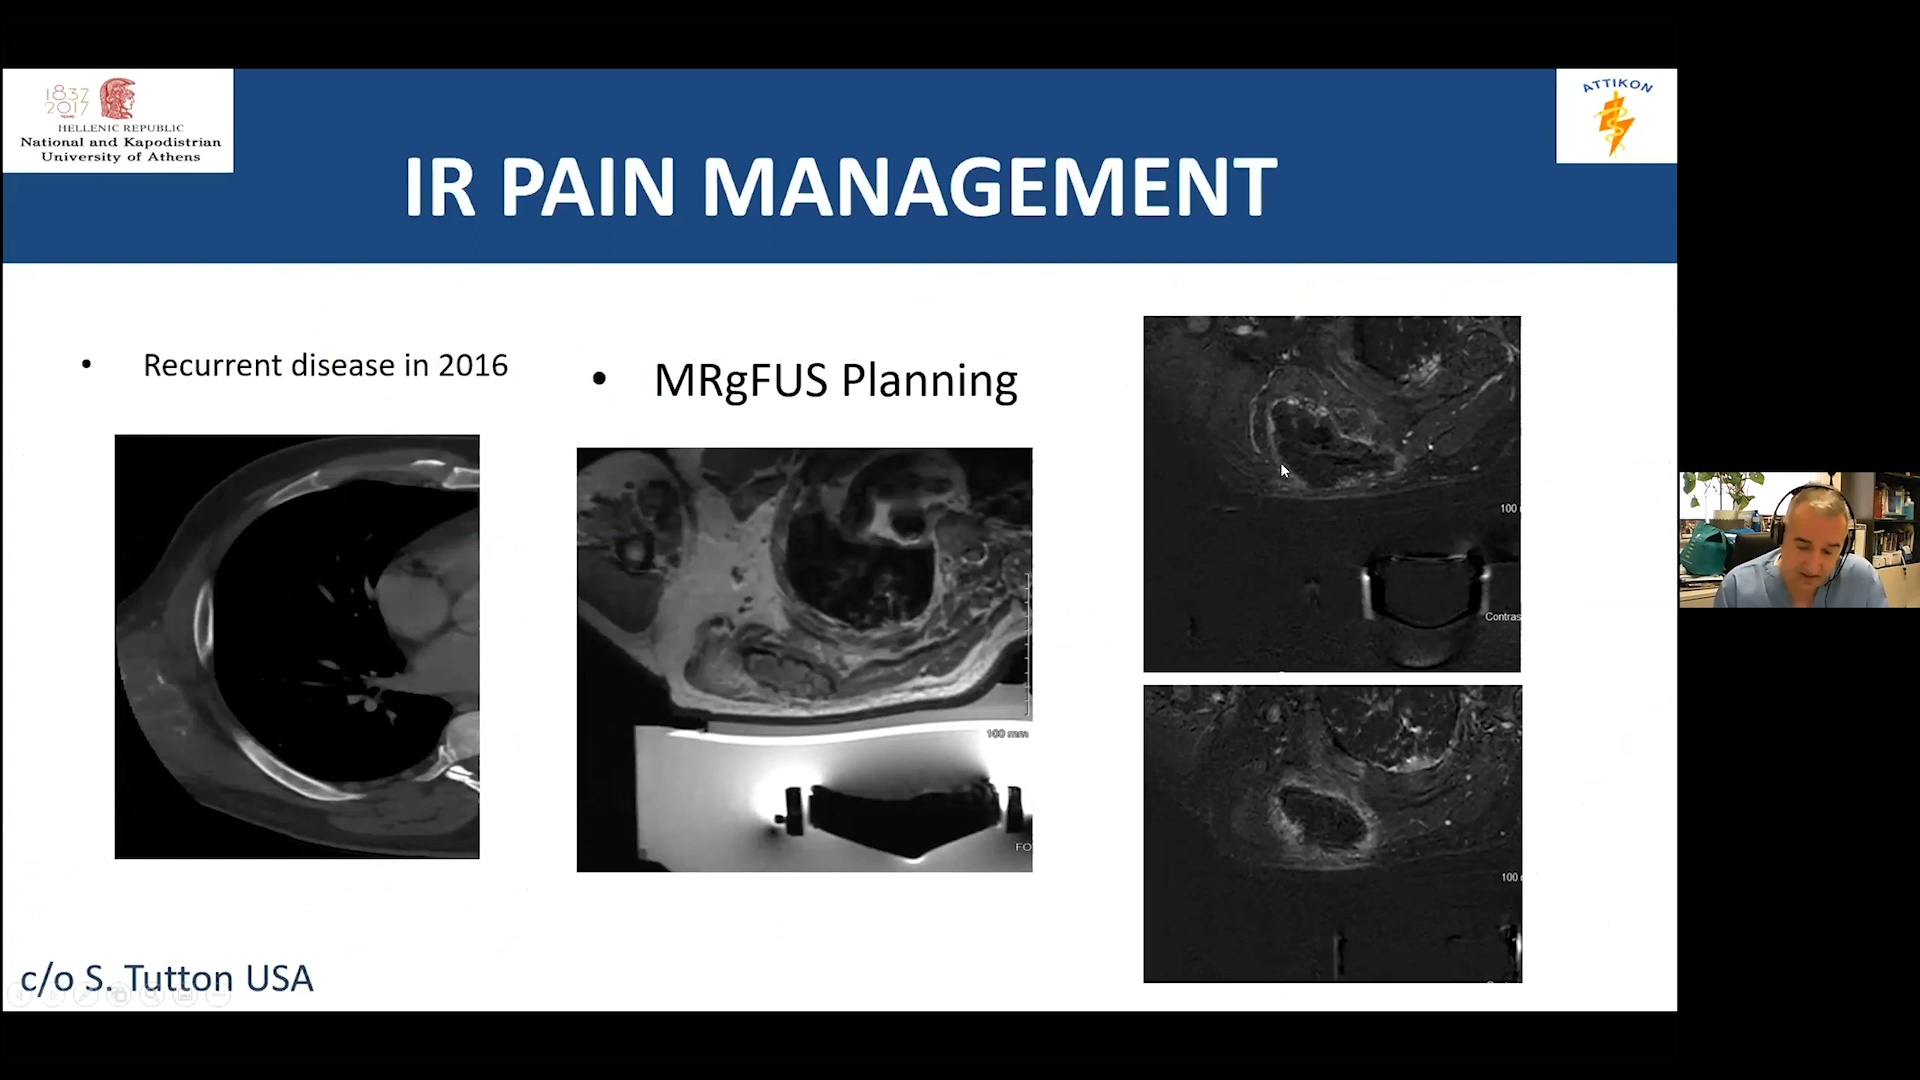 1837
2017
YEARS
HELLENIC REPUBLIC
National and Kapodistrian
University of Athens
ATTIKON
IR PAIN MANAGEMENT
• Recurrent disease in 2016
• MRgFUS Planning
100 mm
FO
100
Contras
100
c/o S. Tutton USA